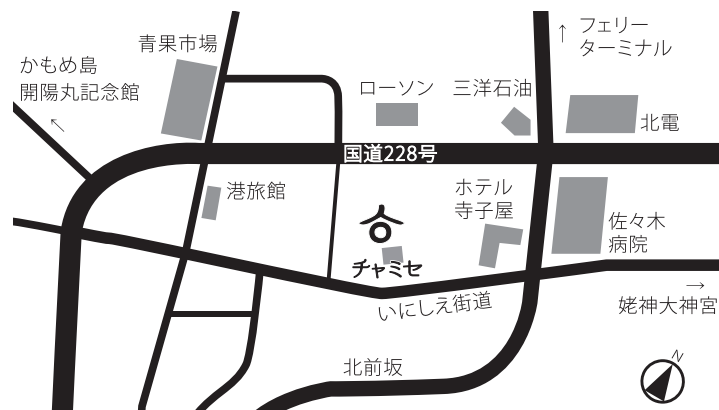 フェリー
ターミナル
↑
青果市場
かもめ島
開陽丸記念館
↖
ローソン
三洋石油
北電
国道228号
港旅館
ホテル
寺子屋
佐々木
病院
チャミセ
いにしえ街道
→
姥神大神宮
北前坂
N